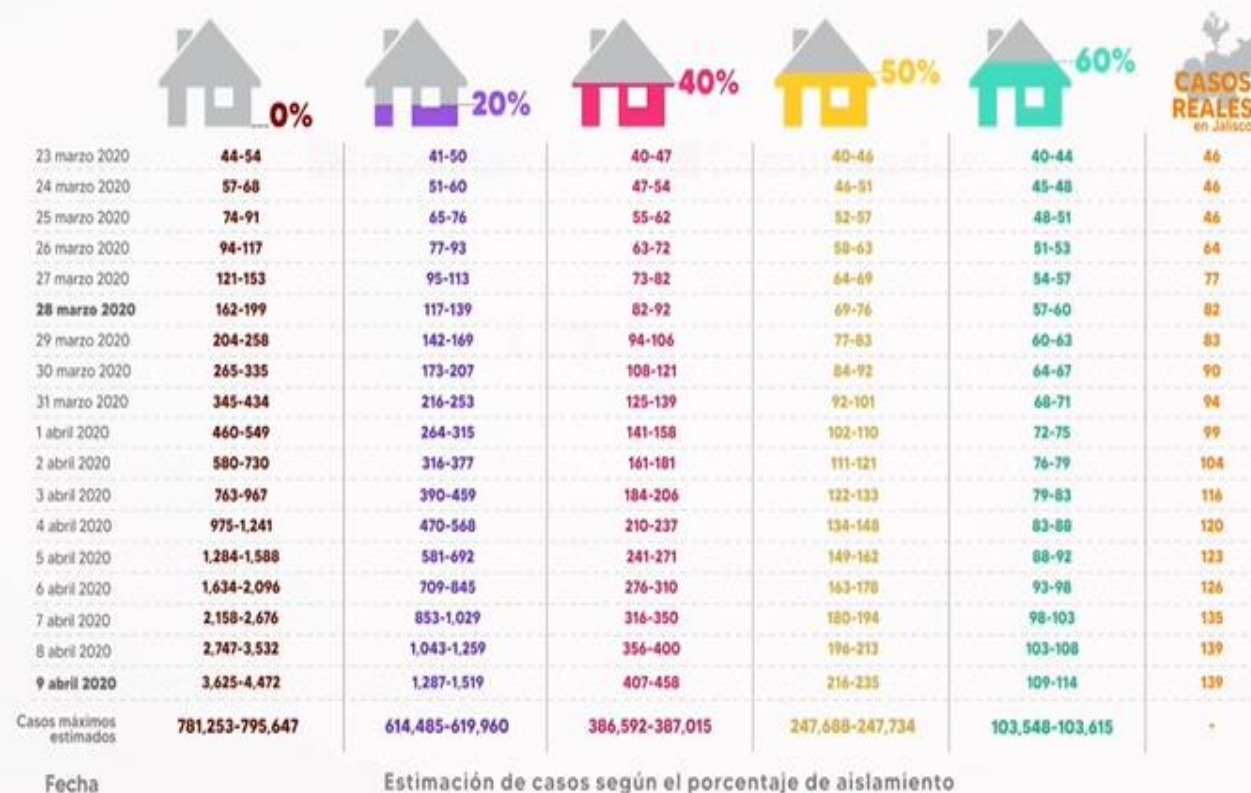 0% 20% 40% 50% 60% CASOS REALES en Jalisco
23 marzo 2020 44-54 41-50 40-47 40-46 40-44 46
24 marzo 2020 57-68 51-60 47-54 46-51 45-48 46
25 marzo 2020 74-91 65-76 55-62 52-57 48-51 46
26 marzo 2020 94-117 77-93 63-72 58-63 51-53 64
27 marzo 2020 121-153 95-113 73-82 64-69 54-57 77
28 marzo 2020 162-199 117-139 82-92 69-76 57-60 82
29 marzo 2020 204-258 142-169 94-106 77-83 60-63 83
30 marzo 2020 265-335 173-207 108-121 84-92 64-67 90
31 marzo 2020 345-434 216-253 125-139 92-101 68-71 94
1 abril 2020 460-549 264-315 141-158 102-110 72-75 99
2 abril 2020 580-730 316-377 161-181 111-121 76-79 104
3 abril 2020 763-967 390-459 184-206 122-133 79-83 116
4 abril 2020 975-1,241 470-568 210-237 134-148 83-88 120
5 abril 2020 1,284-1,588 581-692 241-271 149-162 88-92 123
6 abril 2020 1,634-2,096 709-845 276-310 163-178 93-98 126
7 abril 2020 2,158-2,676 853-1,029 316-350 180-194 98-103 135
8 abril 2020 2,747-3,532 1,043-1,259 356-400 196-213 103-108 139
9 abril 2020 3,625-4,472 1,287-1,519 407-458 216-235 109-114 139
Casos máximos estimados 781,253-795,647 614,485-619,960 386,592-387,015 247,688-247,734 103,548-103,615 -
Fecha Estimación de casos según el porcentaje de aislamiento